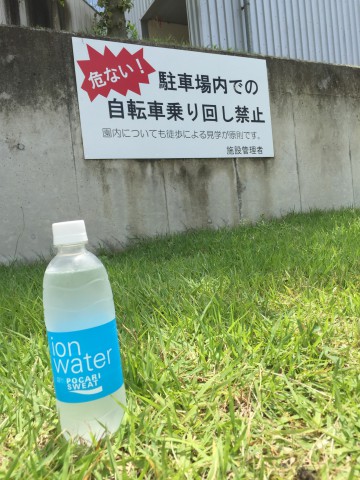 危ない！
駐車場内での
自転車乗り回し禁止
園内についても徒歩による見学が原則です。
施設管理者
ion
water
POCARI
SWEAT